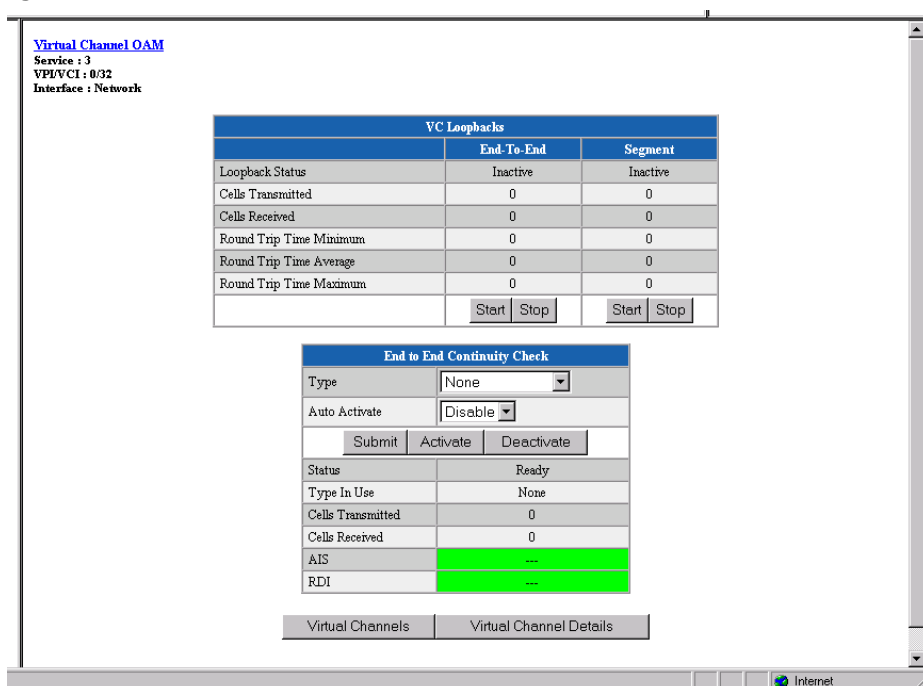 Virtual Channel OAM
Service : 3
VPI/VCI : 0/32
Interface : Network
VC Loopbacks
End-To-End Segment
Loopback Status Inactive Inactive
Cells Transmitted 0 0
Cells Received 0 0
Round Trip Time Minimum 0 0
Round Trip Time Average 0 0
Round Trip Time Maximum 0 0
Start Stop Start Stop
End to End Continuity Check
Type None
Auto Activate Disable
Submit Activate Deactivate
Status Ready
Type In Use None
Cells Transmitted 0
Cells Received 0
AIS ---
RDI ---
Virtual Channels Virtual Channel Details
Internet